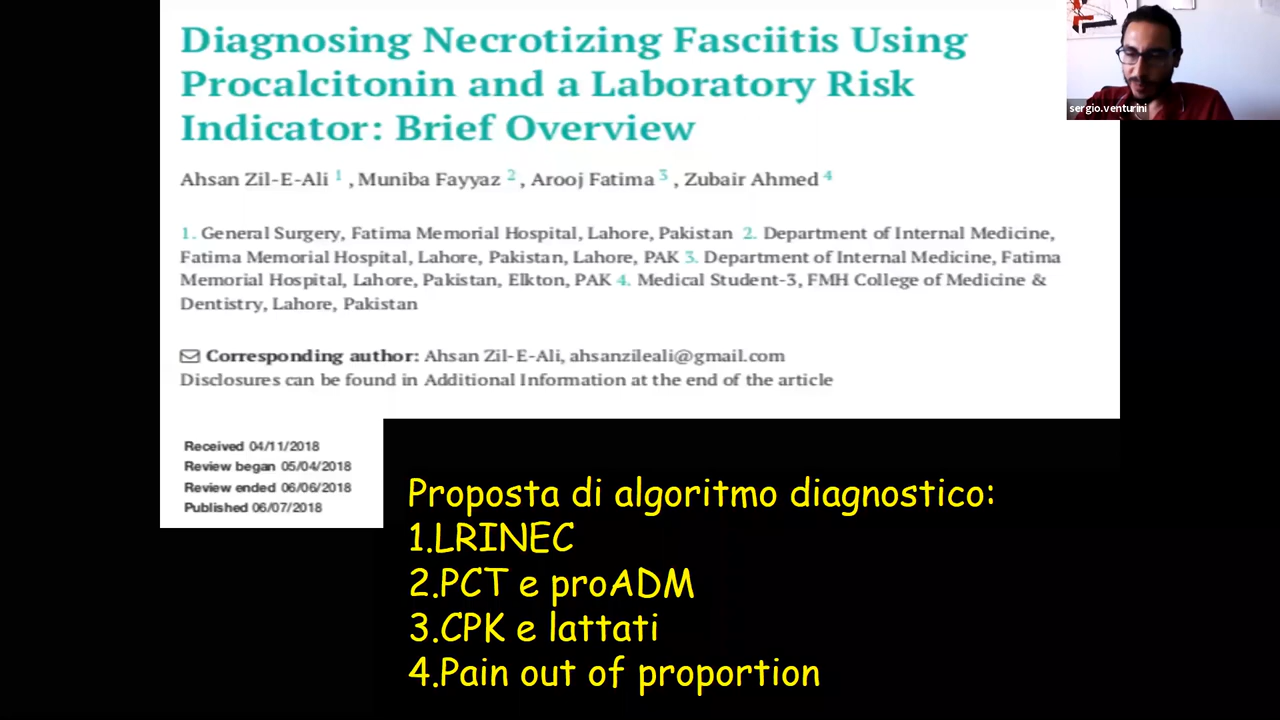 Diagnosing Necrotizing Fasciitis Using
Procalcitonin and a Laboratory Risk
Indicator: Brief Overview
Ahsan Zil-E-Ali 1 , Muniba Fayyaz 2 , Arooj Fatima 3 , Zubair Ahmed 4
1. General Surgery, Fatima Memorial Hospital, Lahore, Pakistan 2. Department of Internal Medicine,
Fatima Memorial Hospital, Lahore, Pakistan, Lahore, PAK 3. Department of Internal Medicine, Fatima
Memorial Hospital, Lahore, Pakistan, Elkton, PAK 4. Medical Student-3, FMH College of Medicine &
Dentistry, Lahore, Pakistan
Corresponding author: Ahsan Zil-E-Ali, ahsanzileali@gmail.com
Disclosures can be found in Additional Information at the end of the article
Received 04/11/2018
Review began 05/04/2018
Review ended 06/06/2018
Published 06/07/2018
Proposta di algoritmo diagnostico:
1.LRINEC
2.PCT e proADM
3.CPK e lattati
4.Pain out of proportion
sergio.venturini